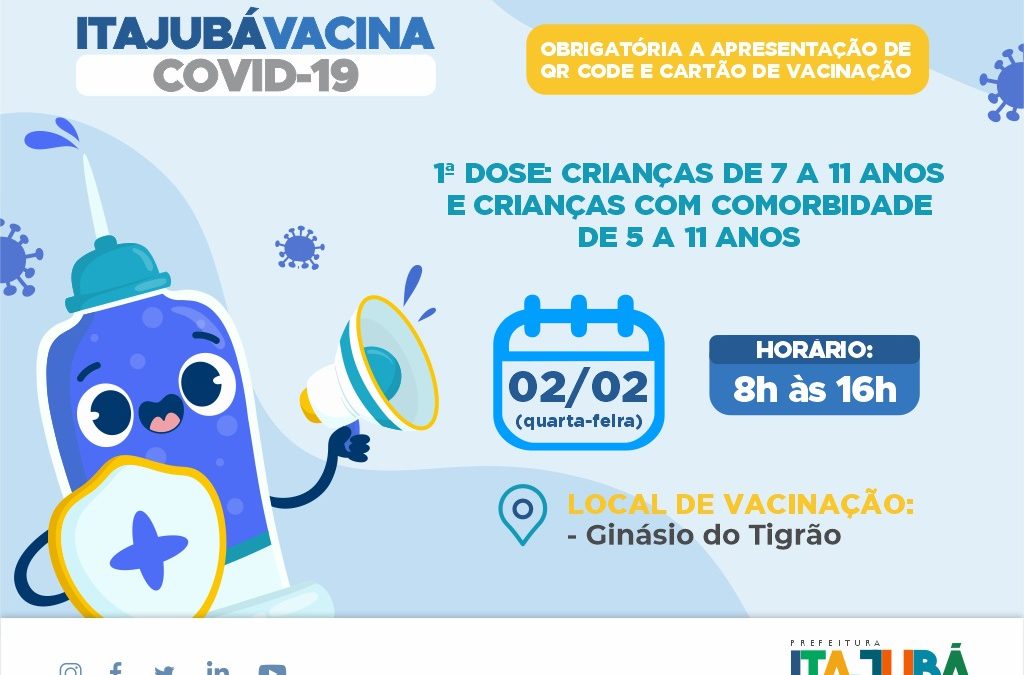 ITAJUBÁVACINA
COVID-19
OBRIGATÓRIA A APRESENTAÇÃO DE
QR CODE E CARTÃO DE VACINAÇÃO
1ª DOSE: CRIANÇAS DE 7 A 11 ANOS
E CRIANÇAS COM COMORBIDADE
DE 5 A 11 ANOS
02/02
(quarta-feira)
HORÁRIO:
8h às 16h
LOCAL DE VACINAÇÃO:
- Ginásio do Tigrão
PREFEITURA
ITAJUBÁ